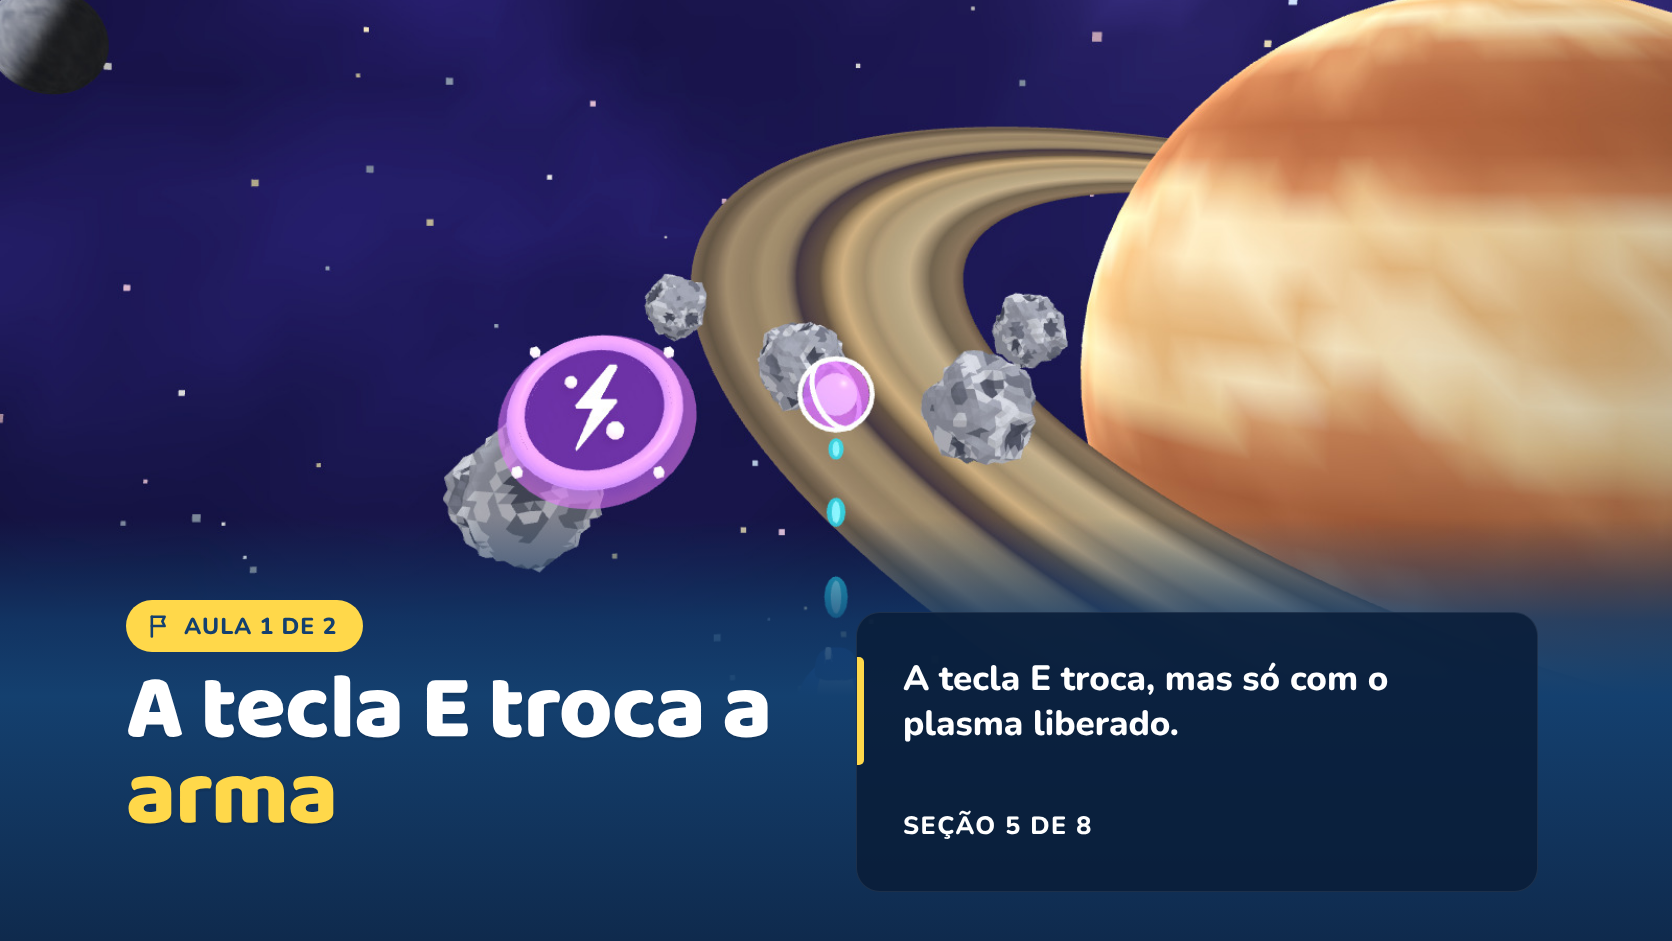 AULA 1 DE 2
A tecla E troca a
arma
A tecla E troca, mas só com o
plasma liberado.
SEÇÃO 5 DE 8